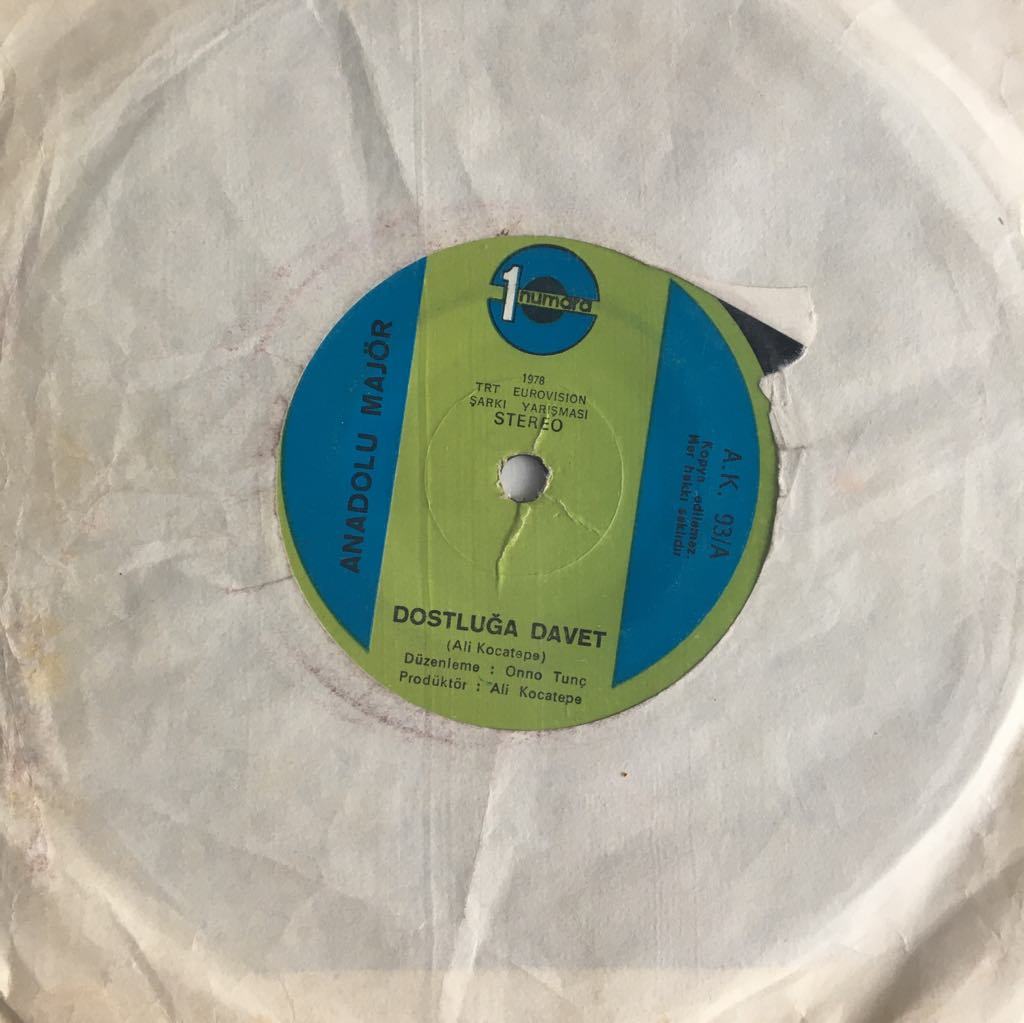 1 numara
1978
TRT EUROVISION
ŞARKI YARIŞMASI
STEREO
ANADOLU MAJÖR
A.K. 93/A
Kopya edilemez.
Her hakkı saklıdır
DOSTLUĞA DAVET
(Ali Kocatepe)
Düzenleme : Onno Tunç
Prodüktör : Ali Kocatepe